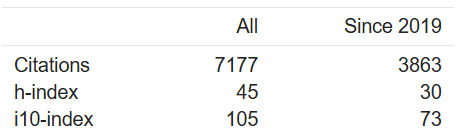 All Since 2019
Citations 7177 3863
h-index 45 30
i10-index 105 73